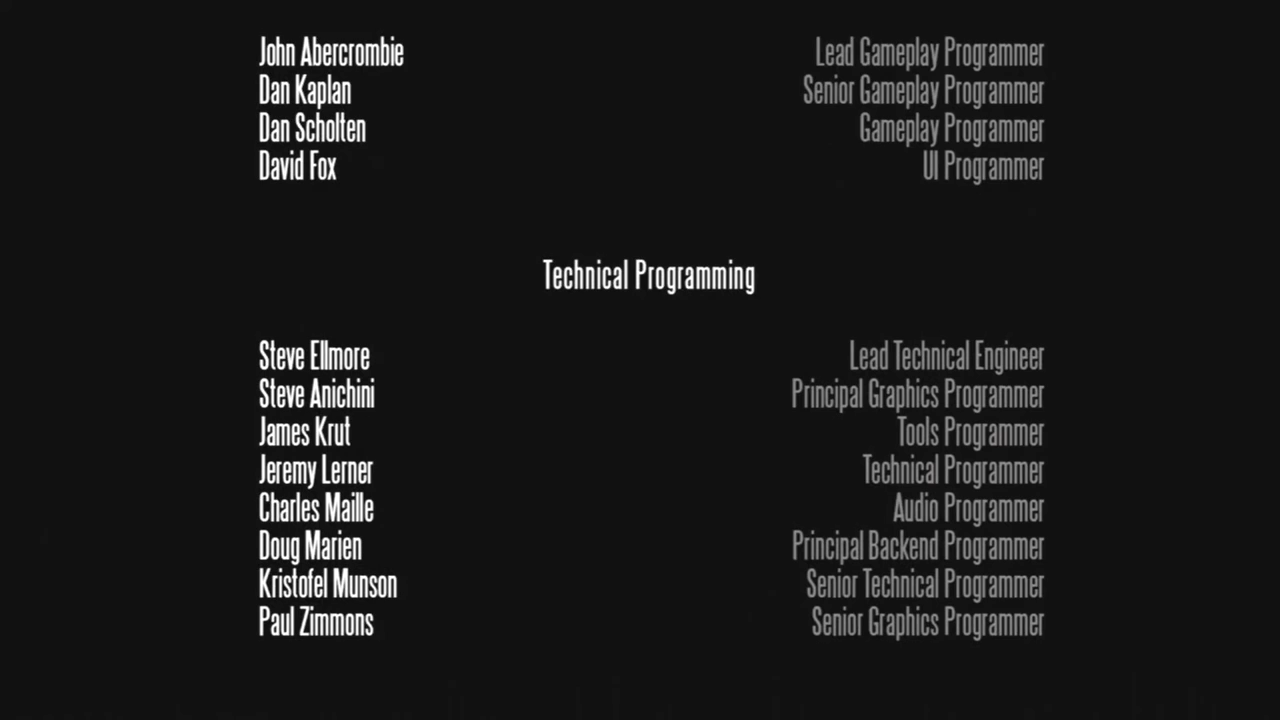 John Abercrombie Lead Gameplay Programmer
Dan Kaplan Senior Gameplay Programmer
Dan Scholten Gameplay Programmer
David Fox UI Programmer
Technical Programming
Steve Ellmore Lead Technical Engineer
Steve Anichini Principal Graphics Programmer
James Krut Tools Programmer
Jeremy Lerner Technical Programmer
Charles Maille Audio Programmer
Doug Marien Principal Backend Programmer
Kristofel Munson Senior Technical Programmer
Paul Zimmons Senior Graphics Programmer